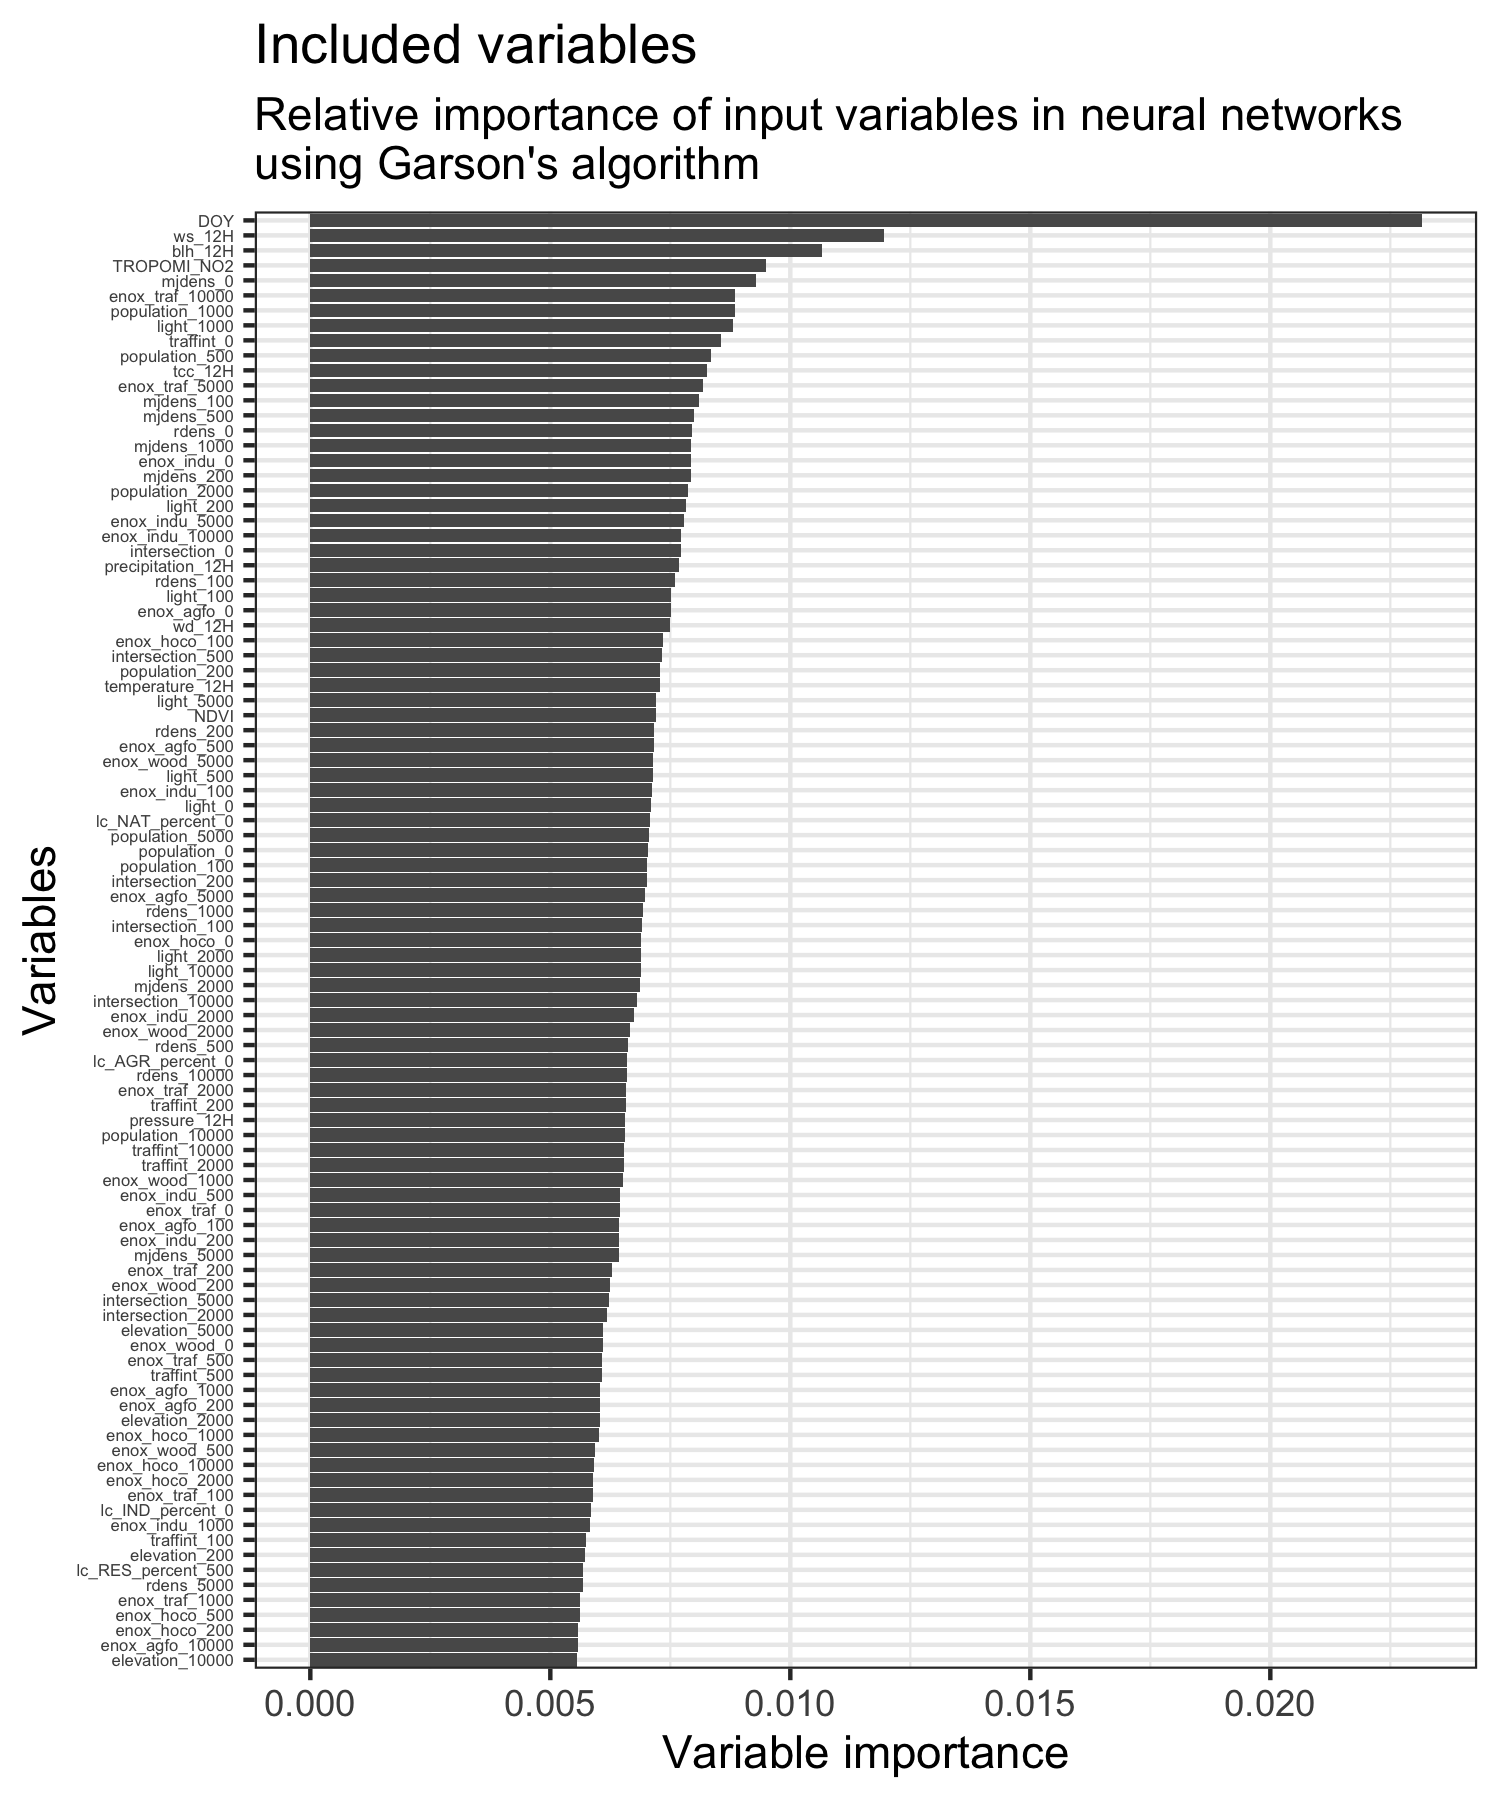 Included variables
Relative importance of input variables in neural networks
using Garson's algorithm
DOY
ws_12H
blh_12H
TROPOMI_NO2
mjdens_0
enox_traf_10000
population_1000
light_1000
traffint_0
population_500
tcc_12H
enox_traf_5000
mjdens_100
mjdens_500
rdens_0
mjdens_1000
enox_indu_0
mjdens_200
population_2000
light_200
enox_indu_5000
enox_indu_10000
intersection_0
precipitation_12H
rdens_100
light_100
enox_agfo_0
wd_12H
enox_hoco_100
intersection_500
population_200
temperature_12H
light_5000
NDVI
rdens_200
enox_agfo_500
enox_wood_5000
light_500
enox_indu_100
light_0
lc_NAT_percent_0
population_5000
population_0
population_100
intersection_200
enox_agfo_5000
rdens_1000
intersection_100
enox_hoco_0
light_2000
light_10000
mjdens_2000
intersection_10000
enox_indu_2000
enox_wood_2000
rdens_500
lc_AGR_percent_0
rdens_10000
enox_traf_2000
traffint_200
pressure_12H
population_10000
traffint_10000
traffint_2000
enox_wood_1000
enox_indu_500
enox_traf_0
enox_agfo_100
enox_indu_200
mjdens_5000
enox_traf_200
enox_wood_200
intersection_5000
intersection_2000
elevation_5000
enox_wood_0
enox_traf_500
traffint_500
enox_agfo_1000
enox_agfo_200
elevation_2000
enox_hoco_1000
enox_wood_500
enox_hoco_10000
enox_hoco_2000
enox_traf_100
lc_IND_percent_0
enox_indu_1000
traffint_100
elevation_200
lc_RES_percent_500
rdens_5000
enox_traf_1000
enox_hoco_500
enox_hoco_200
enox_agfo_10000
elevation_10000
Variables
0.000 0.005 0.010 0.015 0.020
Variable importance